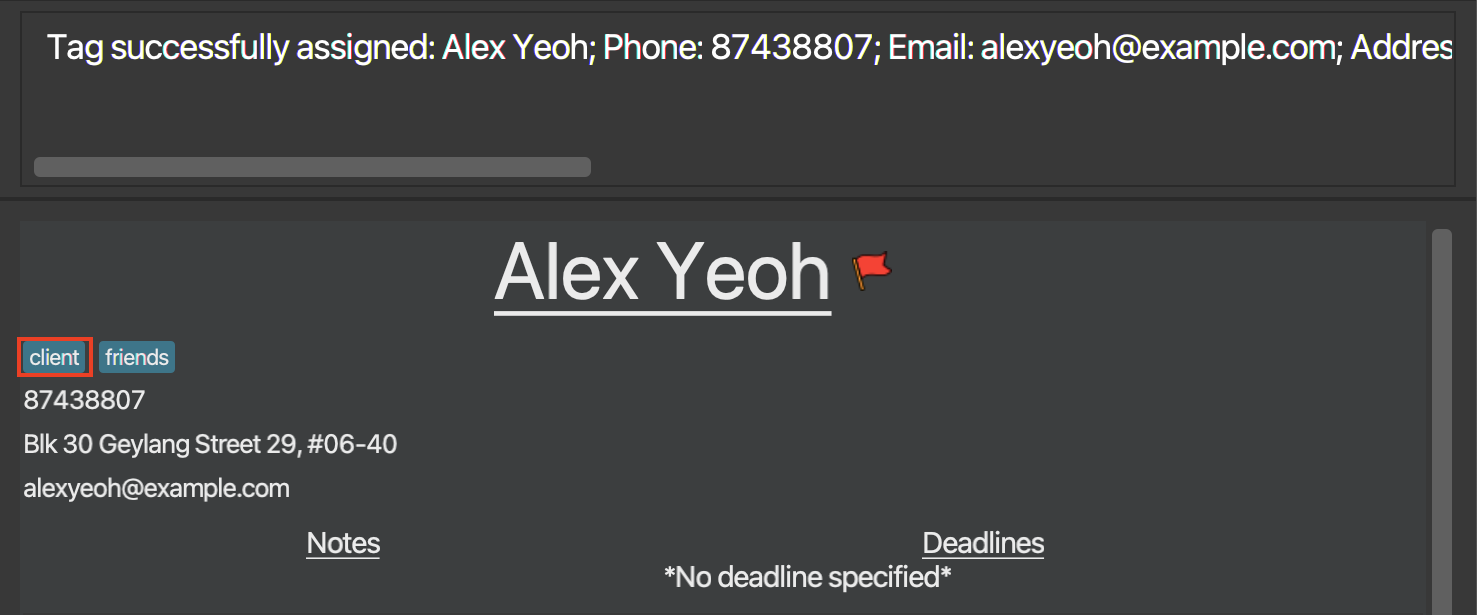 Tag successfully assigned: Alex Yeoh; Phone: 87438807; Email: alexyeoh@example.com; Addres
Alex Yeoh
client friends
87438807
Blk 30 Geylang Street 29, #06-40
alexyeoh@example.com
Notes Deadlines
*No deadline specified*